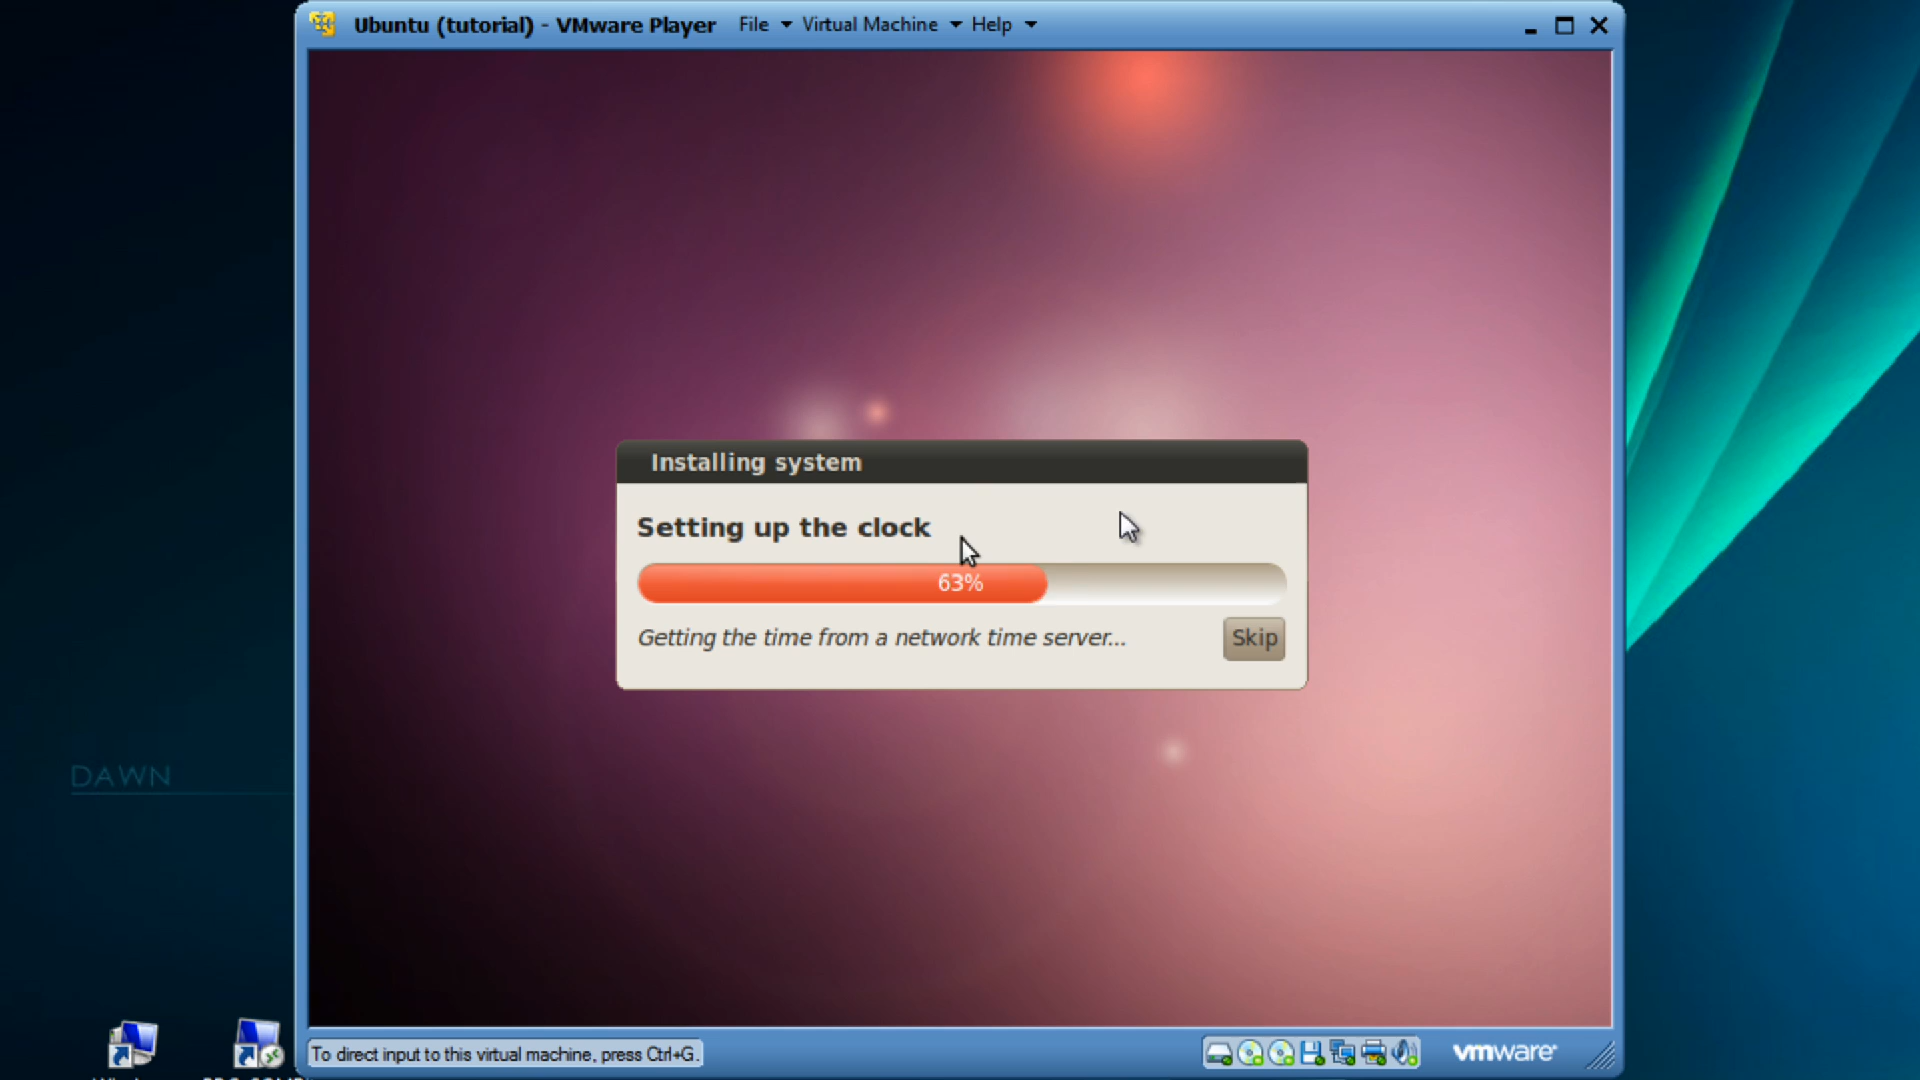 Ubuntu (tutorial) - VMware Player File Virtual Machine Help
Installing system
Setting up the clock
63%
Getting the time from a network time server...
Skip
DAWN
To direct input to this virtual machine, press Ctrl+G.
vmware